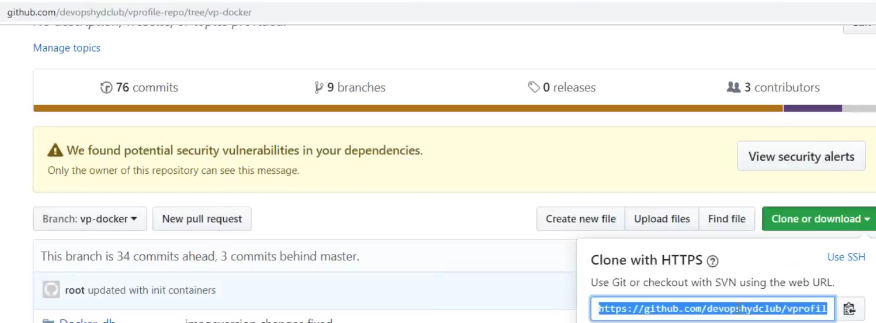 github.com/devopshydclub/vprofile-repo/tree/vp-docker
Manage topics
76 commits
9 branches
0 releases
3 contributors
We found potential security vulnerabilities in your dependencies.
Only the owner of this repository can see this message.
View security alerts
Branch: vp-docker
New pull request
Create new file
Upload files
Find file
Clone or download
This branch is 34 commits ahead, 3 commits behind master.
Clone with HTTPS
Use SSH
Use Git or checkout with SVN using the web URL.
root updated with init containers
https://github.com/devopshydclub/vprofil